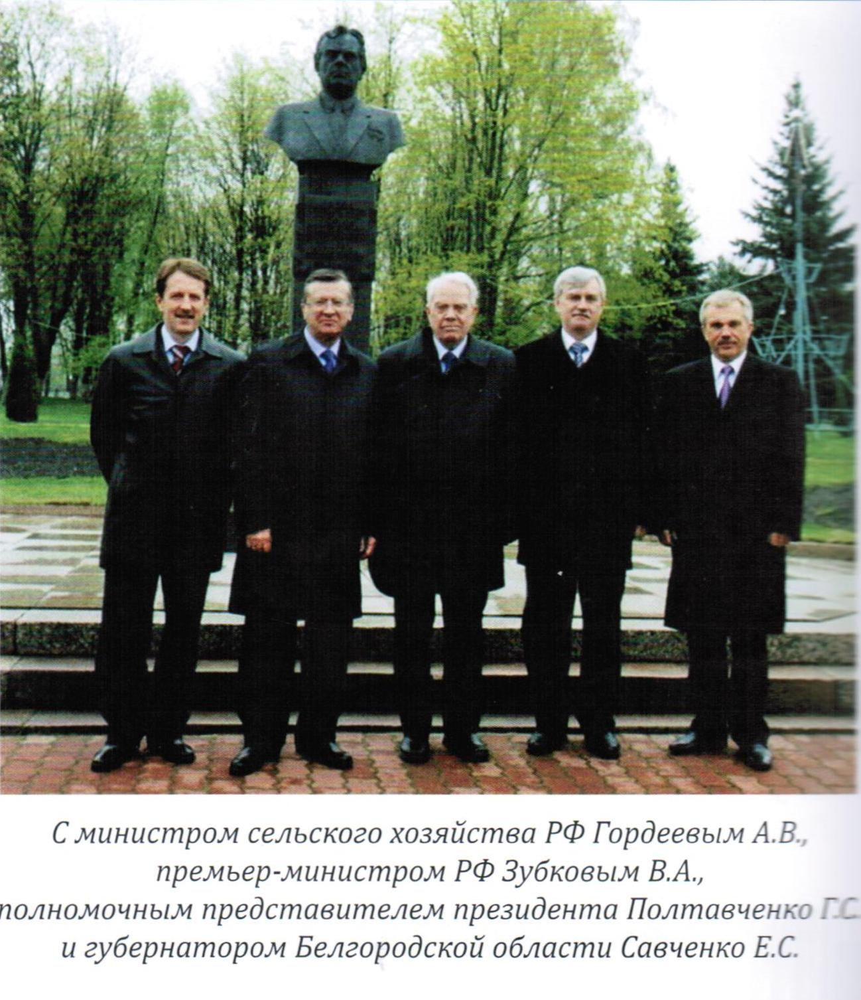 С министром сельского хозяйства РФ Гордеевым А.В.,
премьер-министром РФ Зубковым В.А.,
полномочным представителем президента Полтавченко Г.С.
и губернатором Белгородской области Савченко Е.С.